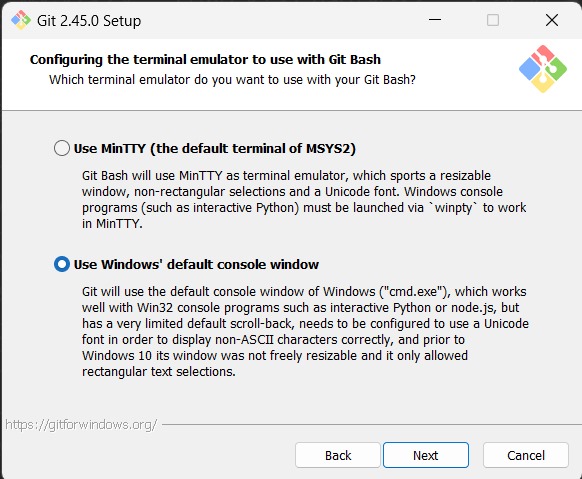 Git 2.45.0 Setup
Configuring the terminal emulator to use with Git Bash
Which terminal emulator do you want to use with your Git Bash?
Use MinTTY (the default terminal of MSYS2)
Git Bash will use MinTTY as terminal emulator, which sports a resizable
window, non-rectangular selections and a Unicode font. Windows console
programs (such as interactive Python) must be launched via `winpty` to work
in MinTTY.
Use Windows' default console window
Git will use the default console window of Windows ("cmd.exe"), which works
well with Win32 console programs such as interactive Python or node.js, but
has a very limited default scroll-back, needs to be configured to use a Unicode
font in order to display non-ASCII characters correctly, and prior to
Windows 10 its window was not freely resizable and it only allowed
rectangular text selections.
https://gitforwindows.org/
Back Next Cancel